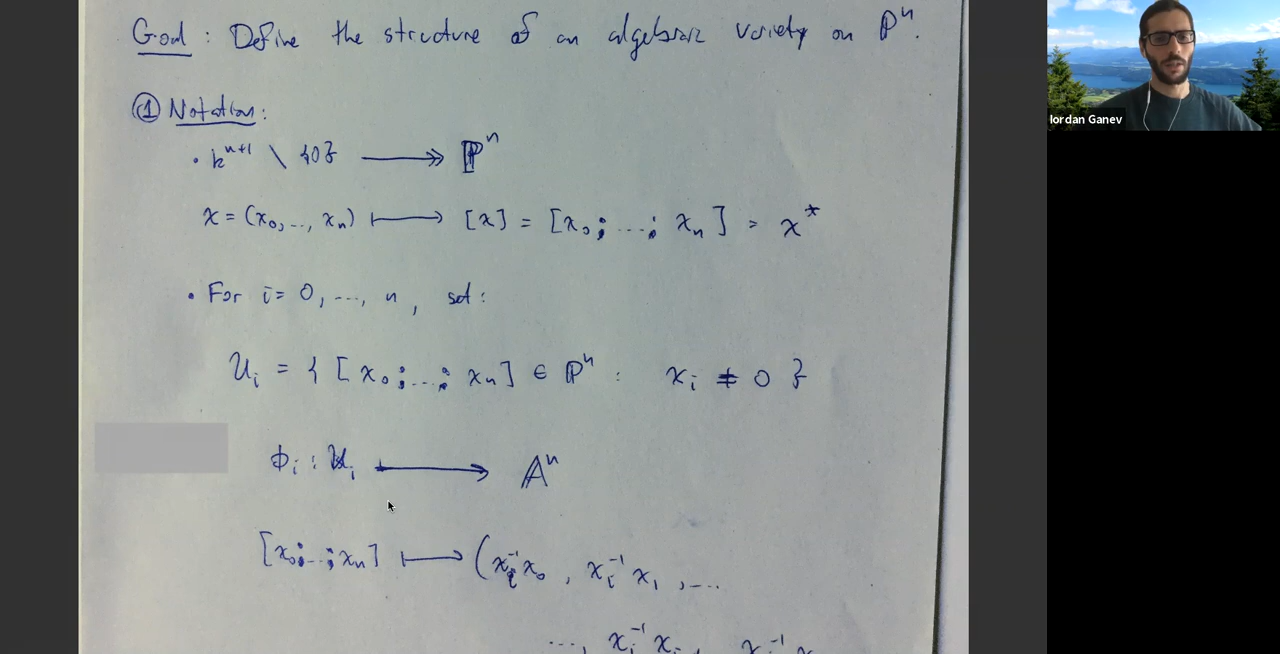 Goal : Define the structure of an algebraic variety on ℙⁿ.
① Notation:
• kⁿ⁺¹ \ {0} ⟶> ℙⁿ
x = (x₀, .., xₙ) ⟼ [x] = [x₀; ...; xₙ] = x*
• For i = 0, ..., n, set :
𝒰ᵢ = { [x₀; ...; xₙ] ∈ ℙⁿ : xᵢ ≠ 0 }
ϕᵢ : 𝒰ᵢ ⟶ 𝔸ⁿ
[x₀; ..; xₙ] ⟼ (xᵢ⁻¹x₀ , xᵢ⁻¹x₁ , ...
Iordan Ganev